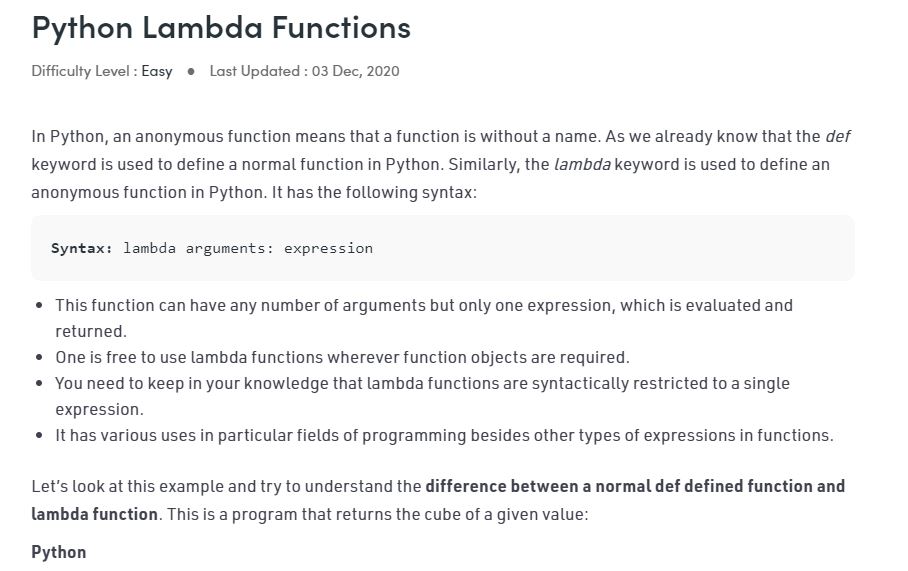 Python Lambda Functions
Difficulty Level : Easy ● Last Updated : 03 Dec, 2020
In Python, an anonymous function means that a function is without a name. As we already know that the def
keyword is used to define a normal function in Python. Similarly, the lambda keyword is used to define an
anonymous function in Python. It has the following syntax:
Syntax: lambda arguments: expression
• This function can have any number of arguments but only one expression, which is evaluated and
returned.
• One is free to use lambda functions wherever function objects are required.
• You need to keep in your knowledge that lambda functions are syntactically restricted to a single
expression.
• It has various uses in particular fields of programming besides other types of expressions in functions.
Let’s look at this example and try to understand the difference between a normal def defined function and
lambda function. This is a program that returns the cube of a given value:
Python